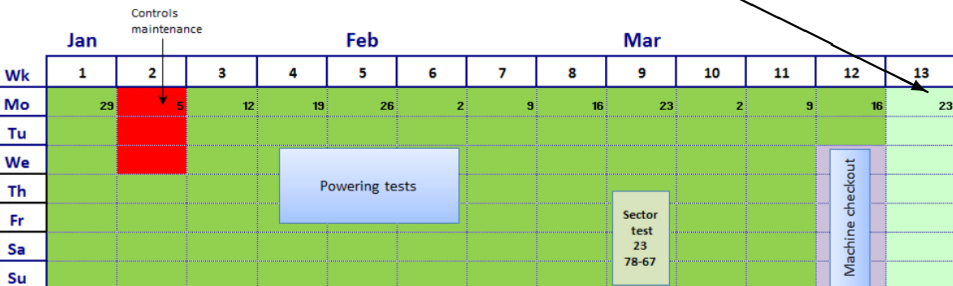 Controls
maintenance
Jan Feb Mar
Wk 1 2 3 4 5 6 7 8 9 10 11 12 13
Mo 29 5 12 19 26 2 9 16 23 2 9 16 23
Tu
We
Th
Fr
Sa
Su
Powering tests
Sector
test
23
78-67
Machine checkout